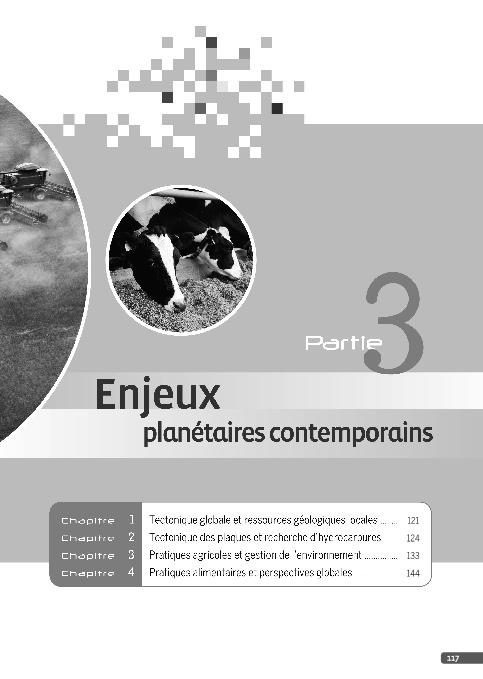 Partie 3
Enjeux
planétaires contemporains
Chapitre 1 Tectonique globale et ressources géologiques locales ...... 121
Chapitre 2 Tectonique des plaques et recherche d'hydrocarbures 124
Chapitre 3 Pratiques agricoles et gestion de l'environnement .............. 133
Chapitre 4 Pratiques alimentaires et perspectives globales 144
117